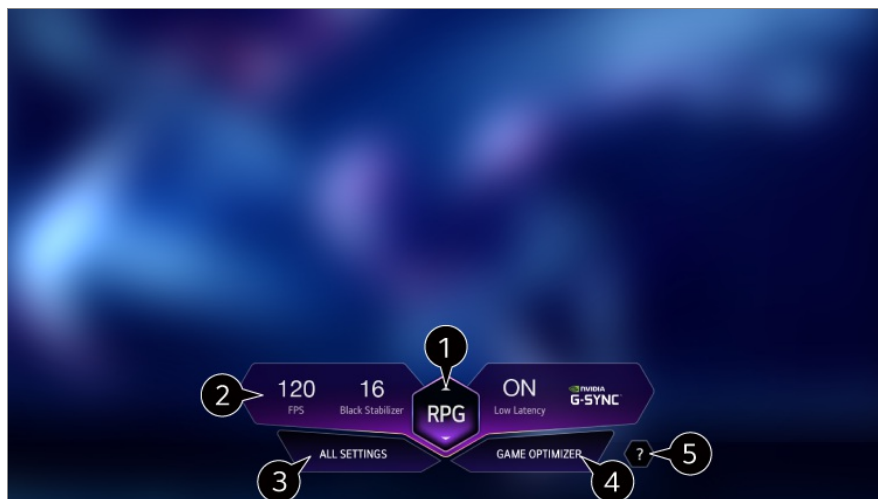 1
2
120
FPS
16
Black Stabilizer
RPG
ON
Low Latency
NVIDIA
G-SYNC
ALL SETTINGS
GAME OPTIMIZER
?
5
3
4